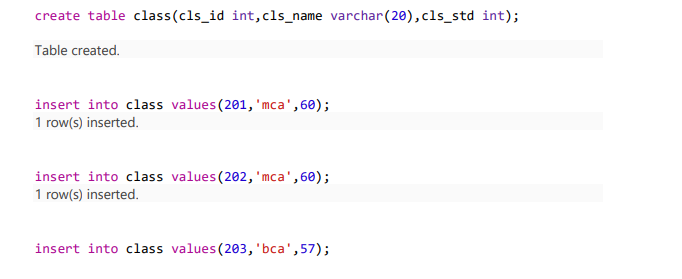 create table class(cls_id int,cls_name varchar(20),cls_std int);
Table created.
insert into class values(201,'mca',60);
1 row(s) inserted.
insert into class values(202,'mca',60);
1 row(s) inserted.
insert into class values(203,'bca',57);